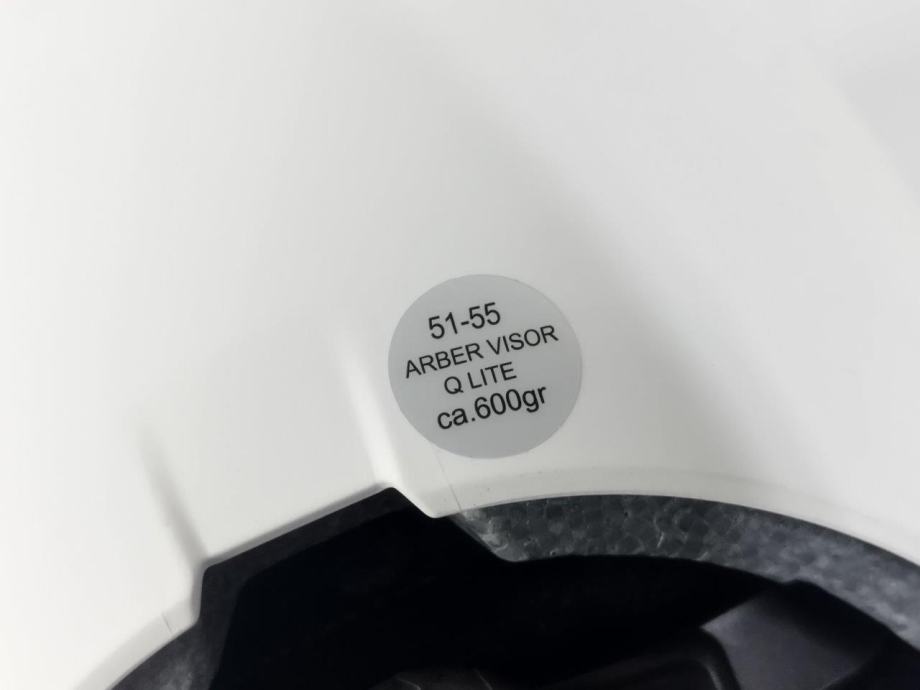 51-55
ARBER VISOR
Q LITE
ca.600gr